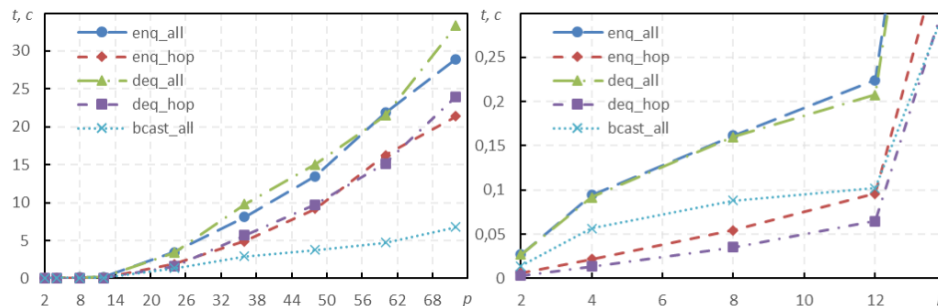 t, c
35
30
25
20
15
10
5
0
enq_all
enq_hop
deq_all
deq_hop
bcast_all
2 8 14 20 26 32 38 44 50 56 62 68 p
t, c
0,25
0,2
0,15
0,1
0,05
0
enq_all
enq_hop
deq_all
deq_hop
bcast_all
2 4 6 8 10 12